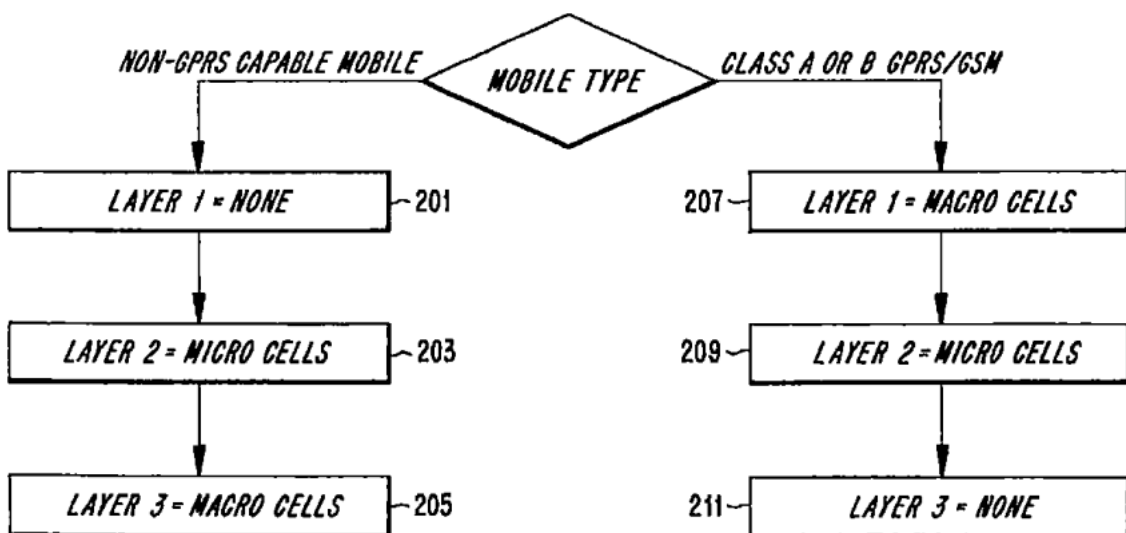 NON-GPRS CAPABLE MOBILE
MOBILE TYPE
CLASS A OR B GPRS/GSM
LAYER 1 = NONE
201
207
LAYER 1 = MACRO CELLS
LAYER 2 = MICRO CELLS
203
209
LAYER 2 = MICRO CELLS
LAYER 3 = MACRO CELLS
205
211
LAYER 3 = NONE